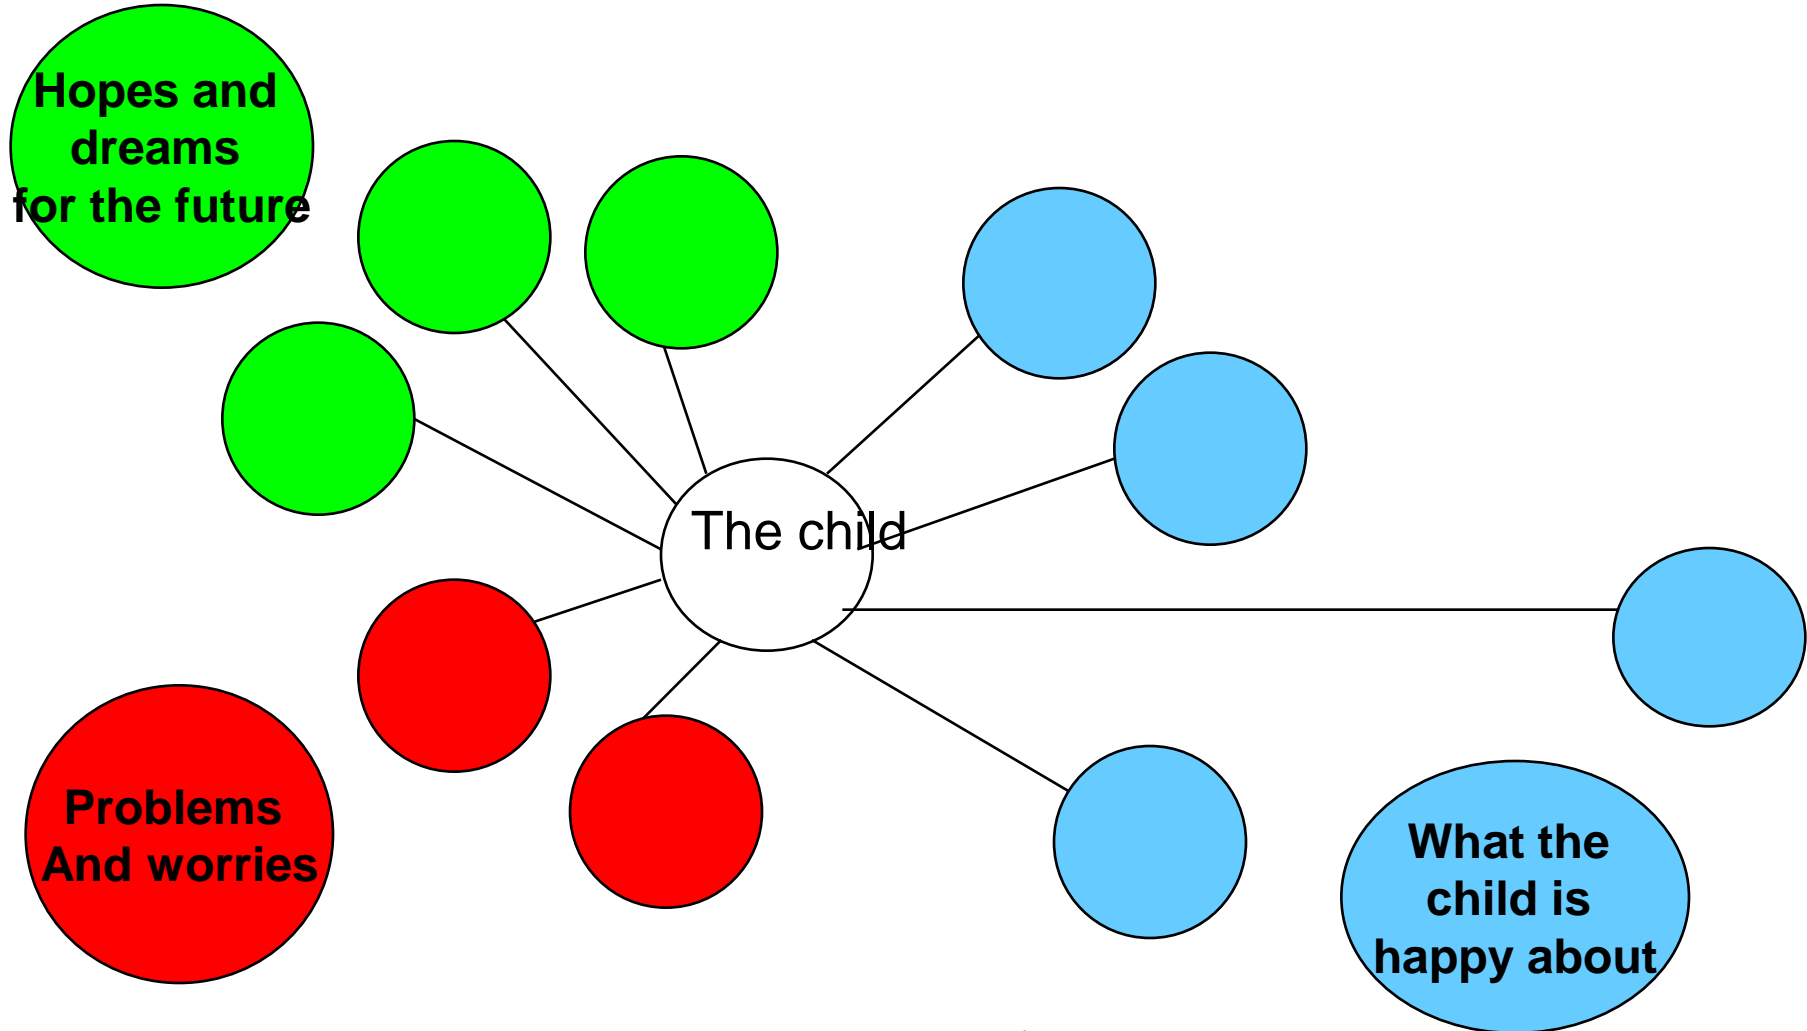 Hopes and
dreams
for the future
The child
Problems
And worries
What the
child is
happy about